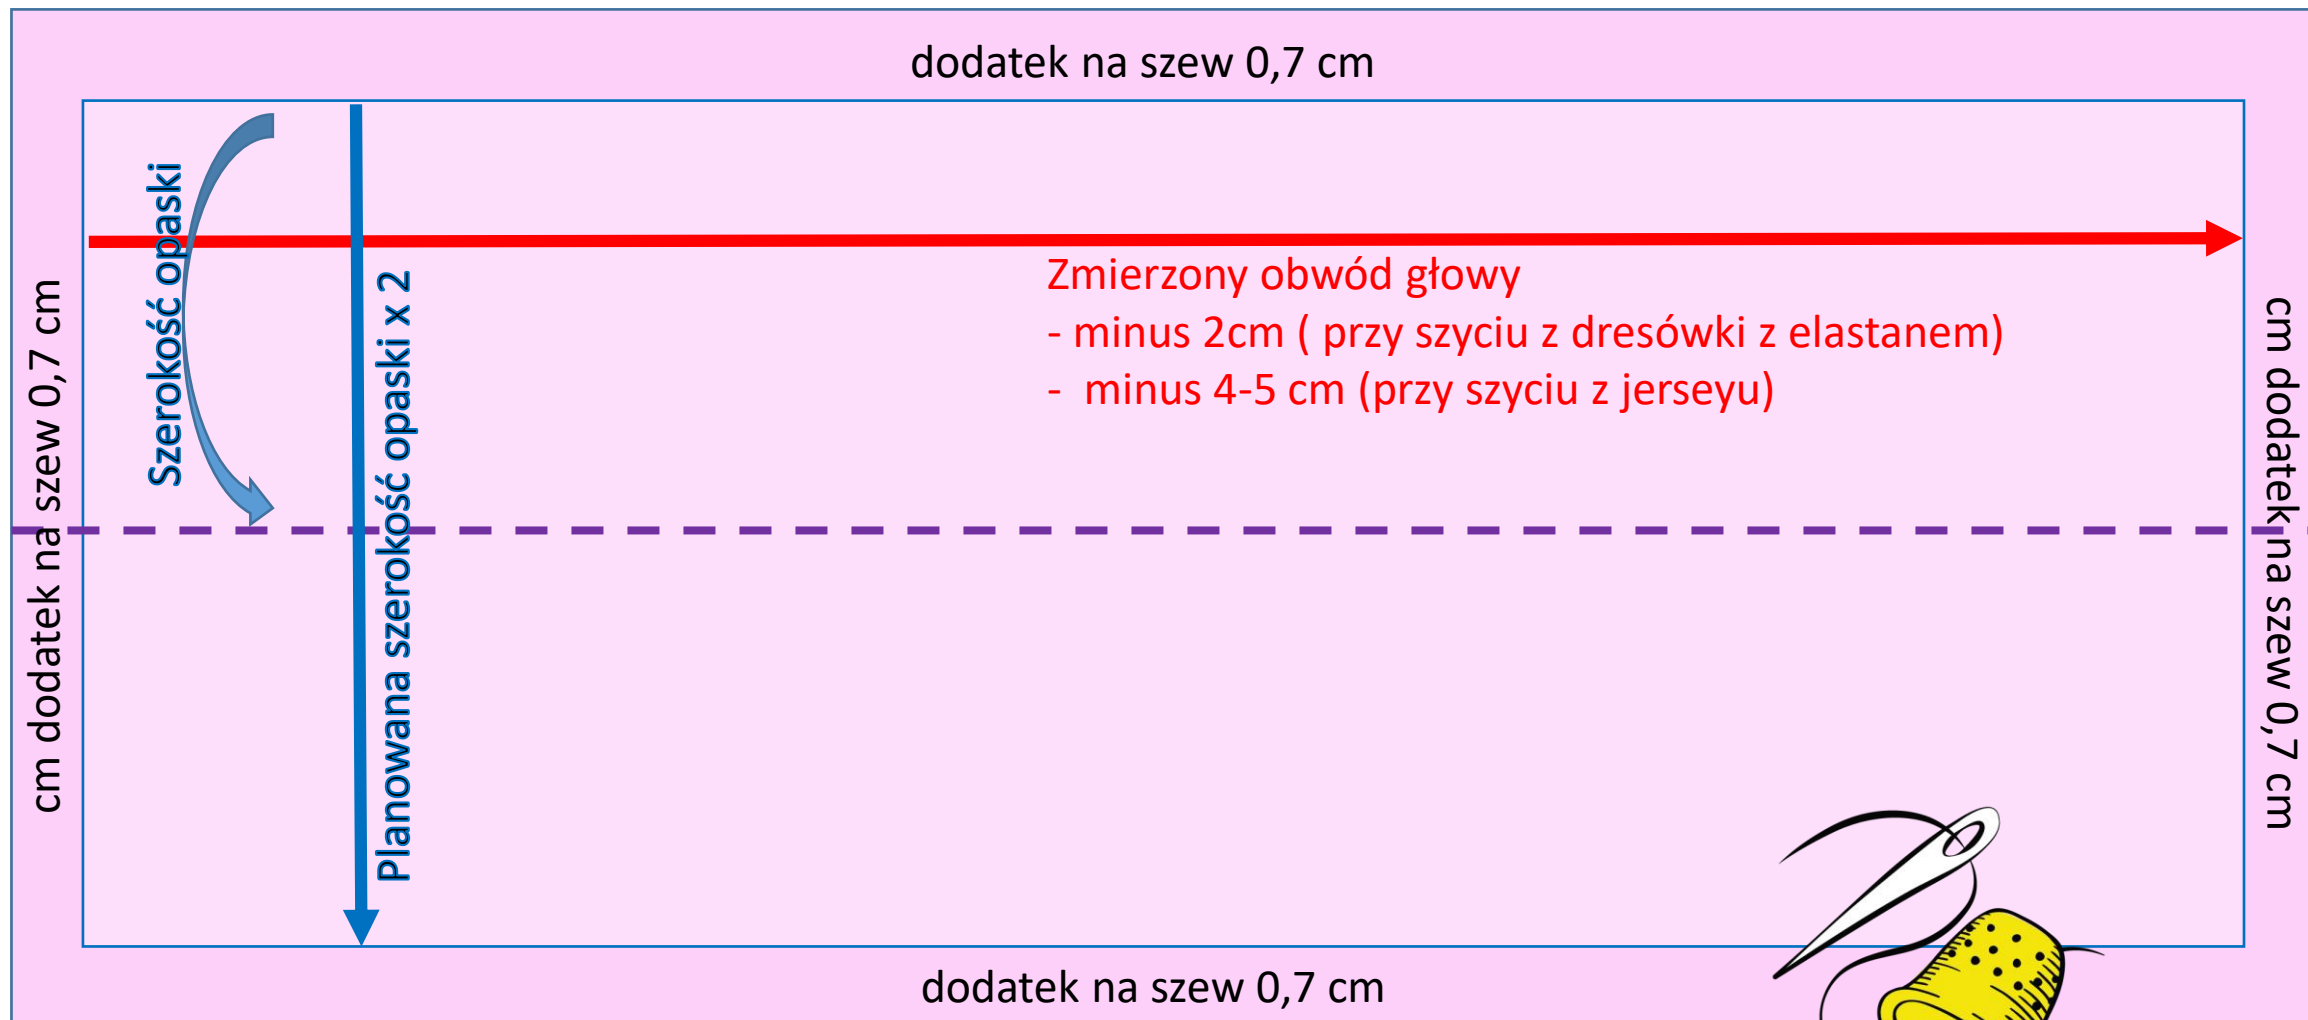 dodatek na szew 0,7 cm
Szerokość opaski
Planowana szerokość opaski x 2
Zmierzony obwód głowy
- minus 2cm ( przy szyciu z dresówki z elastanem)
- minus 4-5 cm (przy szyciu z jerseyu)
cm dodatek na szew 0,7 cm
cm dodatek na szew 0,7 cm
dodatek na szew 0,7 cm